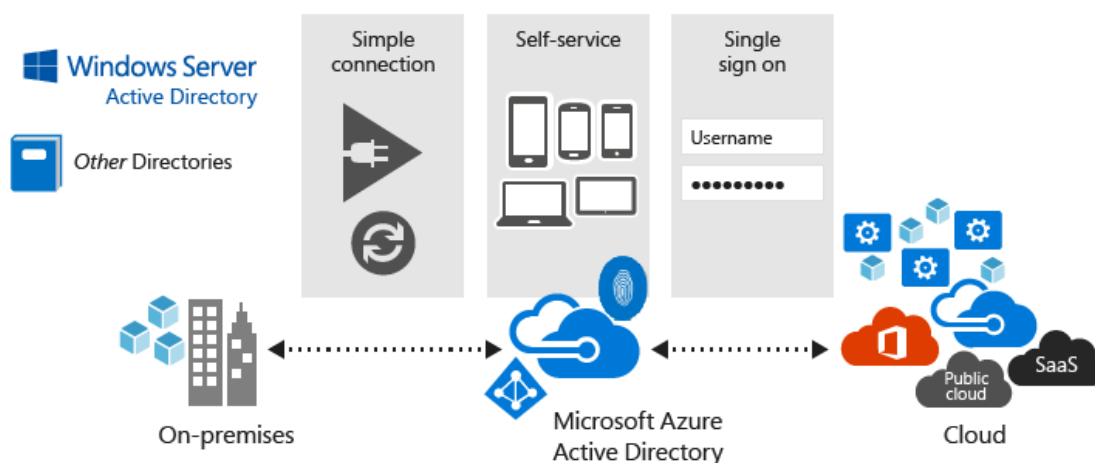 Windows Server
Active Directory
Other Directories
Simple
connection
Self-service
Single
sign on
Username
•••••••••
On-premises
Microsoft Azure
Active Directory
Public
cloud
SaaS
Cloud